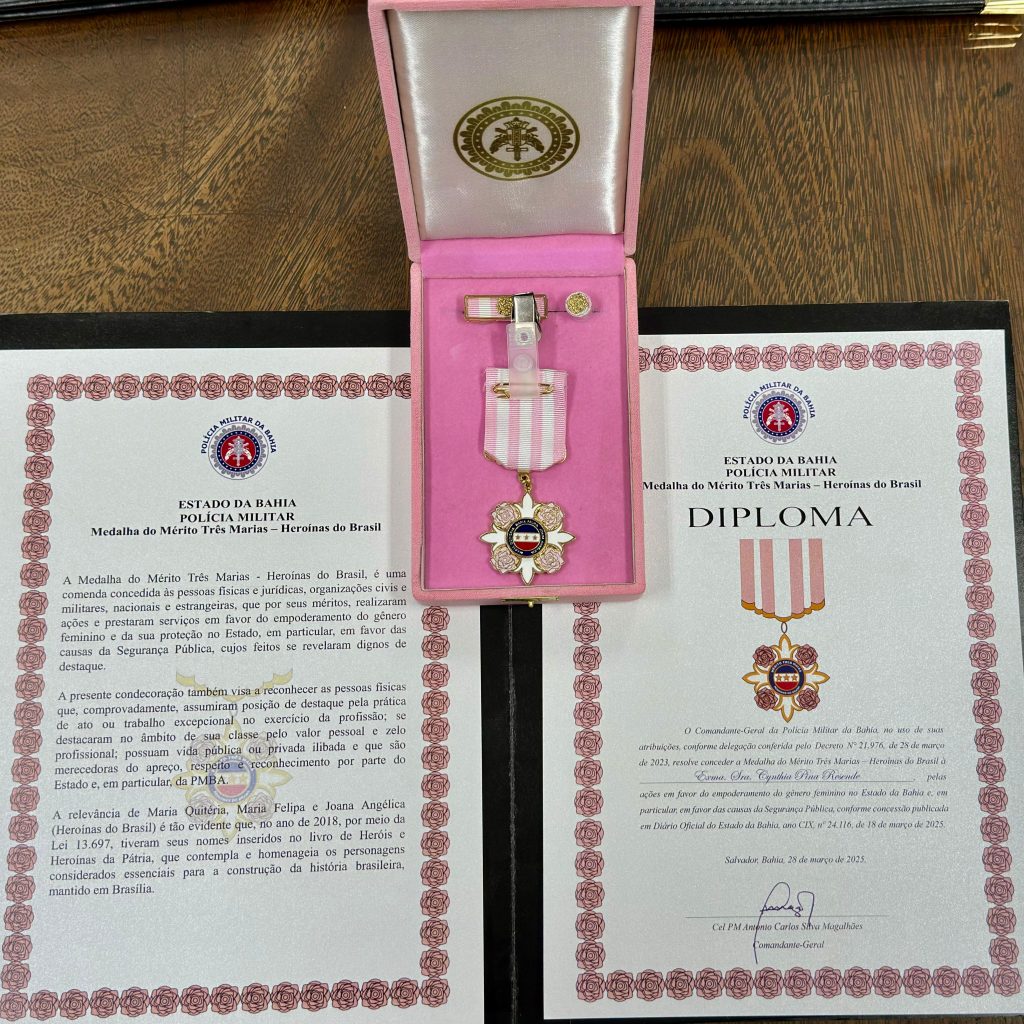 POLÍCIA MILITAR DA BAHIA
ESTADO DA BAHIA
POLÍCIA MILITAR
Medalha do Mérito Três Marias – Heroínas do Brasil
A Medalha do Mérito Três Marias - Heroínas do Brasil, é uma
comenda concedida às pessoas físicas e jurídicas, organizações civis e
militares, nacionais e estrangeiras, que por seus méritos, realizaram
ações e prestaram serviços em favor do empoderamento do gênero
feminino e da sua proteção no Estado, em particular, em favor das
causas da Segurança Pública, cujos feitos se revelaram dignos de
destaque.
A presente condecoração também visa a reconhecer as pessoas físicas
que, comprovadamente, assumiram posição de destaque pela prática
de ato ou trabalho excepcional no exercício da profissão; se
destacaram no âmbito de sua classe pelo valor pessoal e zelo
profissional; possuam vida pública ou privada ilibada e que são
merecedoras do apreço, respeito e reconhecimento por parte do
Estado e, em particular, da PMBA.
A relevância de Maria Quitéria, Maria Felipa e Joana Angélica
(Heroínas do Brasil) é tão evidente que, no ano de 2018, por meio da
Lei 13.697, tiveram seus nomes inseridos no livro de Heróis e
Heroínas da Pátria, que contempla e homenageia os personagens
considerados essenciais para a construção da história brasileira,
mantido em Brasília.
POLÍCIA MILITAR DA BAHIA
ESTADO DA BAHIA
POLÍCIA MILITAR
Medalha do Mérito Três Marias – Heroínas do Brasil
DIPLOMA
O Comandante-Geral da Polícia Militar da Bahia, no uso de suas
atribuições, conforme delegação conferida pelo Decreto Nº 21.976, de 28 de março
de 2023, resolve conceder a Medalha do Mérito Três Marias – Heroínas do Brasil à
Exma. Sra. Cynthia Pina Resende pelas
ações em favor do empoderamento do gênero feminino no Estado da Bahia e, em
particular, em favor das causas da Segurança Pública, conforme concessão publicada
em Diário Oficial do Estado da Bahia, ano CIX, nº 24.116, de 18 de março de 2025.
Salvador, Bahia, 28 de março de 2025.
Cel PM Antonio Carlos Silva Magalhães
Comandante-Geral